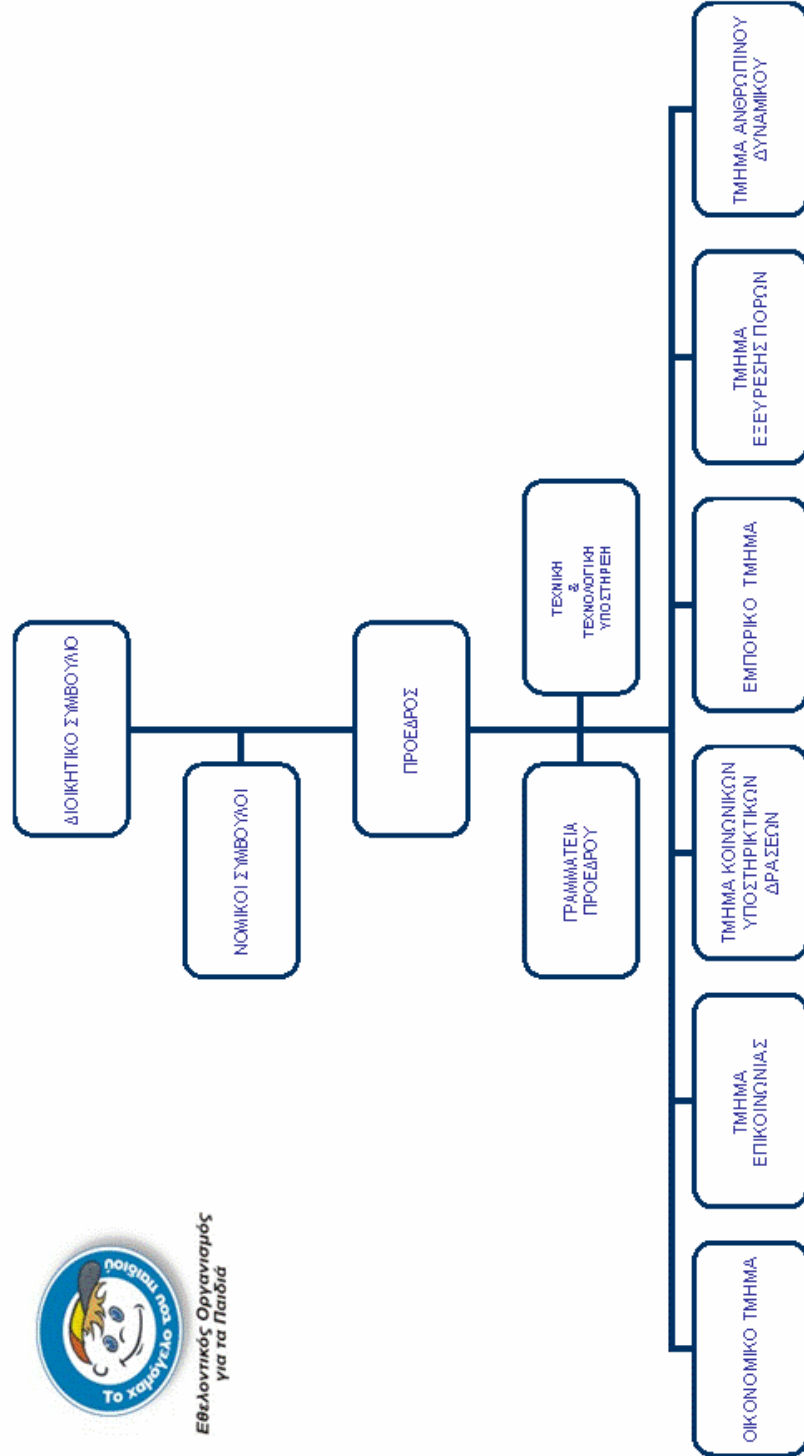 Το χαμόγελο του παιδιού
Εθελοντικός Οργανισμός
για τα Παιδιά
ΔΙΟΙΚΗΤΙΚΟ ΣΥΜΒΟΥΛΙΟ
ΝΟΜΙΚΟΙ ΣΥΜΒΟΥΛΟΙ
ΠΡΟΕΔΡΟΣ
ΓΡΑΜΜΑΤΕΙΑ
ΠΡΟΕΔΡΟΥ
ΤΕΧΝΙΚΗ
&
ΤΕΧΝΟΛΟΓΙΚΗ
ΥΠΟΣΤΗΡΙΞΗ
ΟΙΚΟΝΟΜΙΚΟ ΤΜΗΜΑ
ΤΜΗΜΑ
ΕΠΙΚΟΙΝΩΝΙΑΣ
ΤΜΗΜΑ ΚΟΙΝΩΝΙΚΩΝ
ΥΠΟΣΤΗΡΙΚΤΙΚΩΝ
ΔΡΑΣΕΩΝ
ΕΜΠΟΡΙΚΟ ΤΜΗΜΑ
ΤΜΗΜΑ
ΕΞΕΥΡΕΣΗΣ ΠΟΡΩΝ
ΤΜΗΜΑ ΑΝΘΡΩΠΙΝΟΥ
ΔΥΝΑΜΙΚΟΥ